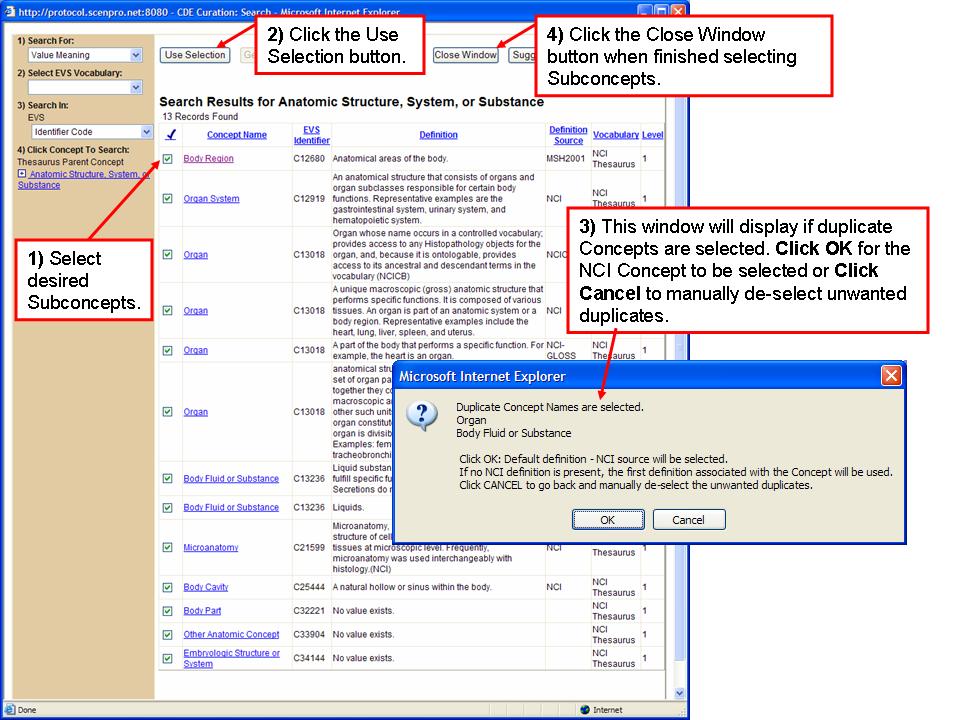 http://protocol.scenpro.net:8080 - CDE Curation: Search - Microsoft Internet Explorer
1) Search For:
Value Meaning
2) Select EVS Vocabulary:
3) Search In:
EVS
Identifier Code
4) Click Concept To Search:
Thesaurus Parent Concept
Anatomic Structure, System, or
Substance
Use Selection
Close Window
2) Click the Use
Selection button.
4) Click the Close Window
button when finished selecting
Subconcepts.
Search Results for Anatomic Structure, System, or Substance
13 Records Found
Concept Name
EVS
Identifier
Definition
Definition
Source
Vocabulary
Level
Body Region
C12680
Anatomical areas of the body.
MSH2001
NCI
Thesaurus
1
Organ System
C12919
An anatomical structure that consists of organs and
organ subclasses responsible for certain body
functions. Representative examples are the
gastrointestinal system, urinary system, and
hematopoietic system.
NCI
NCI
Thesaurus
1
1) Select
desired
Subconcepts.
3) This window will display if duplicate
Concepts are selected. Click OK for the
NCI Concept to be selected or Click
Cancel to manually de-select unwanted
duplicates.
Organ
C13018
Organ whose name occurs in a controlled vocabulary;
provides access to any Histopathology objects for the
organ, and, because it is ontologable, provides
access to its ancestral and descendant terms in the
vocabulary (NCICB)
Organ
C13018
A unique macroscopic (gross) anatomic structure that
performs specific functions. It is composed of various
tissues. An organ is part of an anatomic system or a
body region. Representative examples include the
heart, lung, liver, spleen, and uterus.
NCI
Organ
C13018
A part of the body that performs a specific function. For
example, the heart is an organ.
NCI-
GLOSS
NCI
Thesaurus
1
Organ
C13018
anatomical stru
set of organ pa
together they co
macroscopic an
other such units
organ constitute
organ is divisib
Examples: fem
tracheobronchi
Microsoft Internet Explorer
Duplicate Concept Names are selected.
Organ
Body Fluid or Substance
Click OK: Default definition - NCI source will be selected.
If no NCI definition is present, the first definition associated with the Concept will be used.
Click CANCEL to go back and manually de-select the unwanted duplicates.
OK
Cancel
Body Fluid or Substance
C13236
Liquid substan
fulfill specific fu
Secretions do n
Body Fluid or Substance
C13236
Liquids.
Microanatomy
C21599
Microanatomy,
structure of cell
tissues at microscopic level. Frequently,
microanatomy was used interchangeably with
histology.(NCI)
NCI
Thesaurus
1
Body Cavity
C25444
A natural hollow or sinus within the body.
NCI
NCI
Thesaurus
1
Body Part
C32221
No value exists.
NCI
Thesaurus
1
Other Anatomic Concept
C33904
No value exists.
NCI
Thesaurus
1
Embryologic Structure or
System
C34144
No value exists.
NCI
Thesaurus
1
Done
Internet